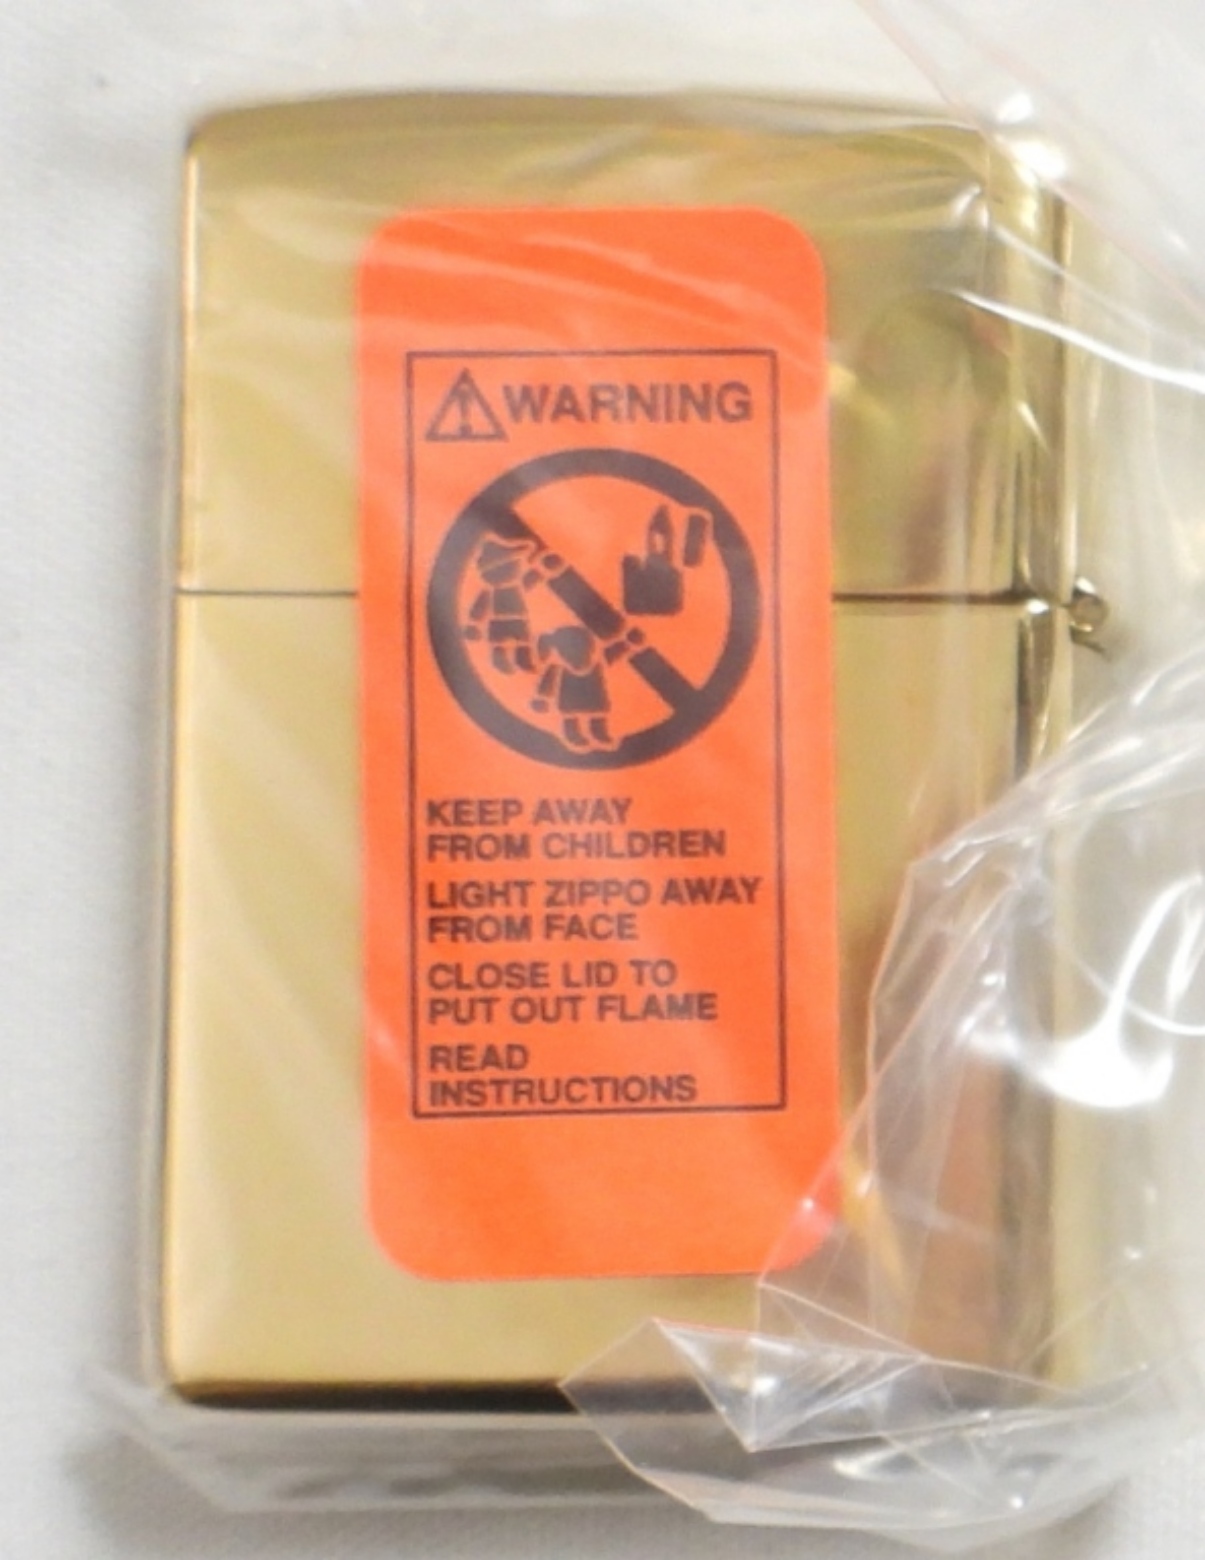 WARNING
KEEP AWAY
FROM CHILDREN
LIGHT ZIPPO AWAY
FROM FACE
CLOSE LID TO
PUT OUT FLAME
READ
INSTRUCTIONS